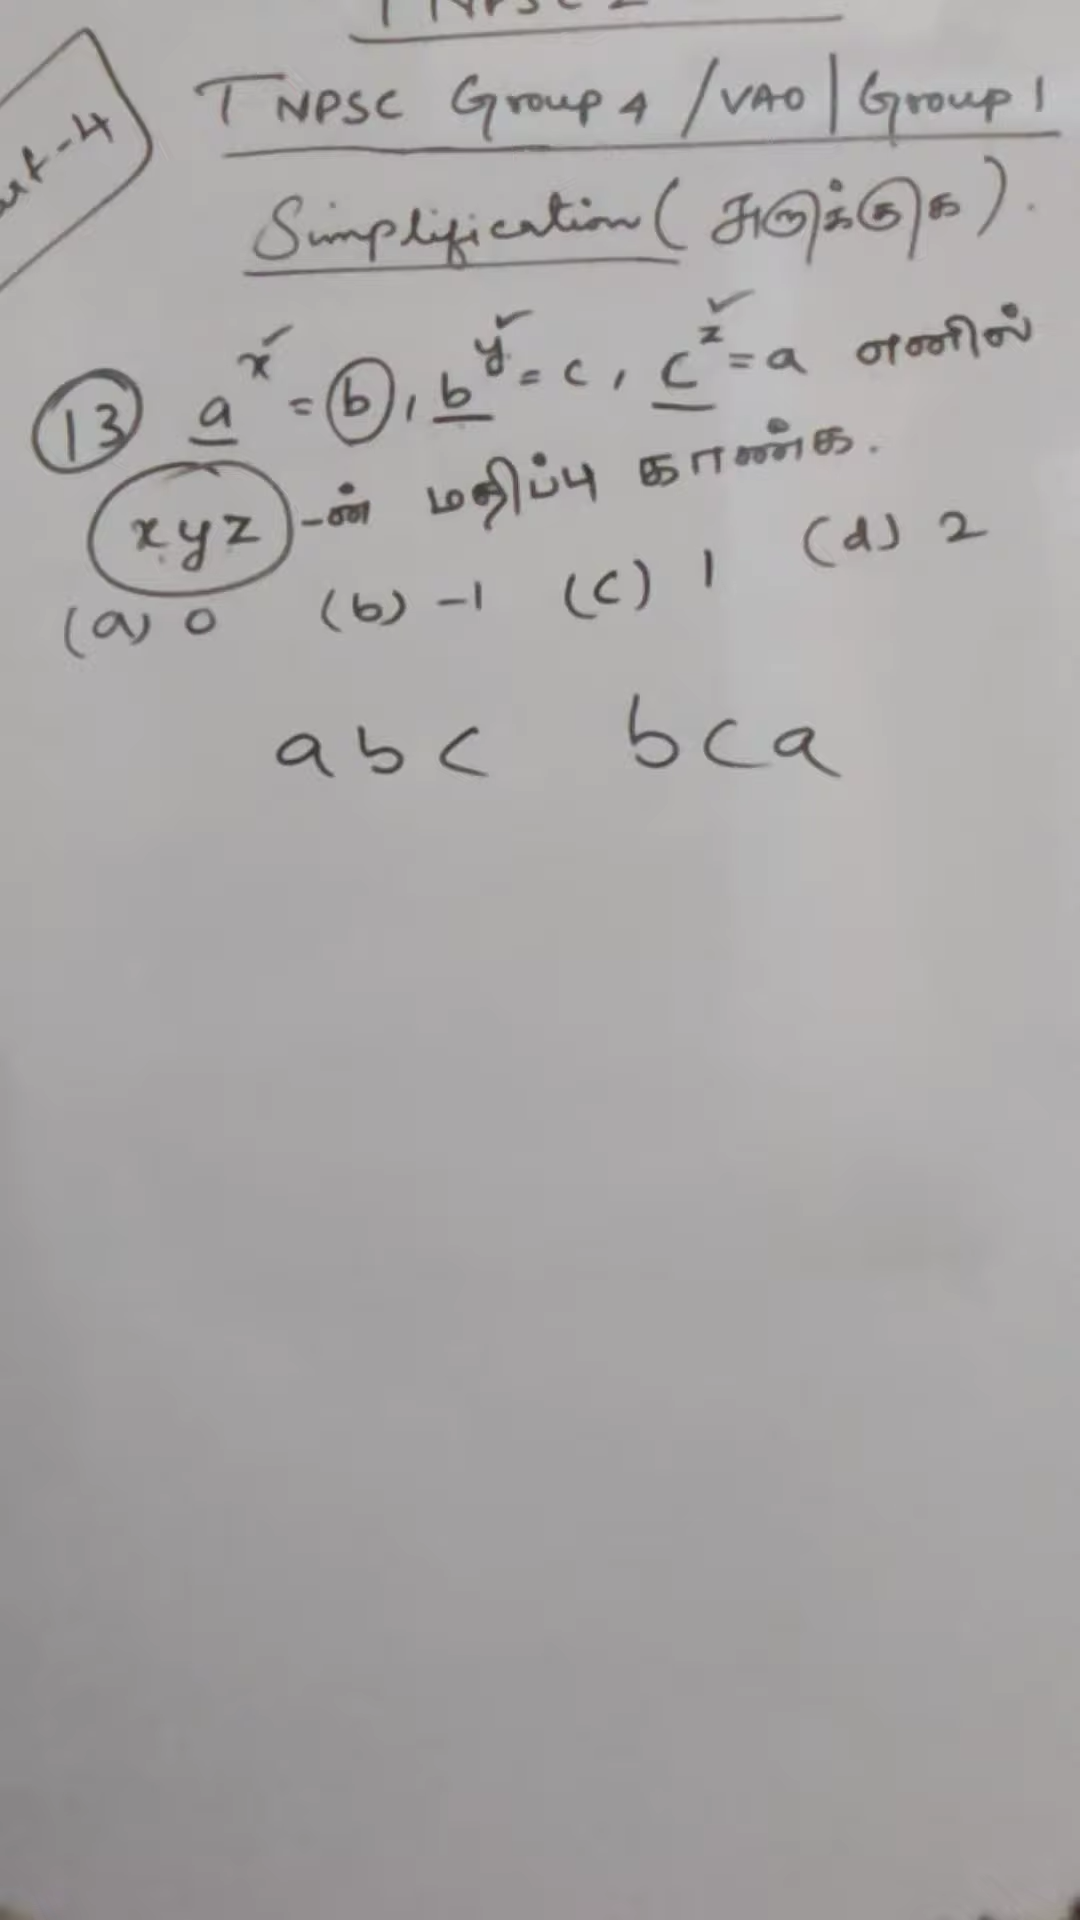 TNPSC Group 4 / VAO | Group 1
Simplification ( சுருக்குக ).
(13) a^x = b, b^y = c, c^z = a எனில்
xyz -ன் மதிப்பு காண்க.
(a) 0 (b) -1 (c) 1 (d) 2
abc bca